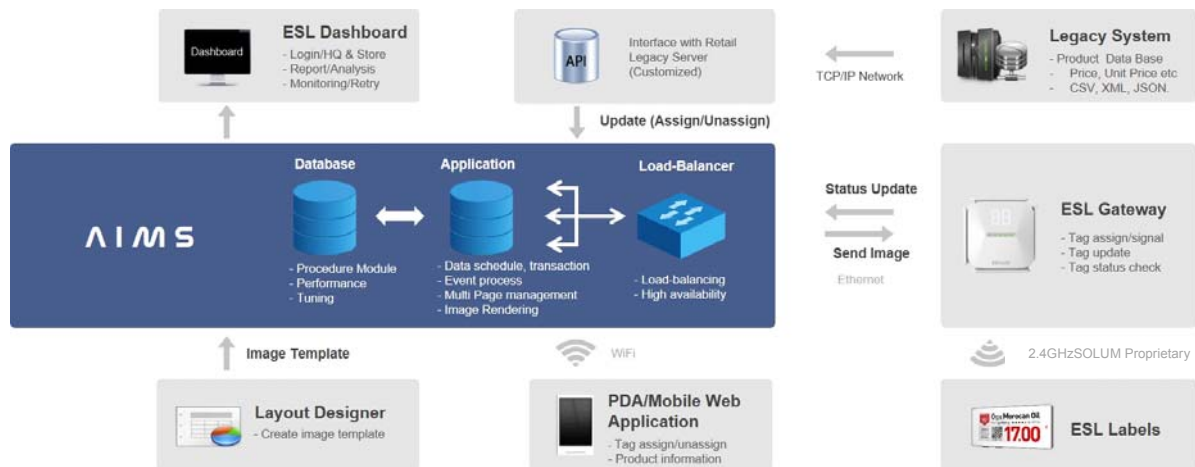 ESL Dashboard
Dashboard
- Login/HQ & Store
- Report/Analysis
- Monitoring/Retry
API
Interface with Retail
Legacy Server
(Customized)
TCP/IP Network
Legacy System
- Product Data Base
- Price, Unit Price etc
- CSV, XML, JSON.
Update (Assign/Unassign)
AIMS
Database
- Procedure Module
- Performance
- Tuning
Application
- Data schedule, transaction
- Event process
- Multi Page management
- Image Rendering
Load-Balancer
- Load-balancing
- High availability
Status Update
Send Image
Ethernet
ESL Gateway
- Tag assign/signal
- Tag update
- Tag status check
Image Template
WiFi
2.4GHzSOLUM Proprietary
Layout Designer
- Create image template
PDA/Mobile Web
Application
- Tag assign/unassign
- Product information
Morocan Oil
17.00
ESL Labels